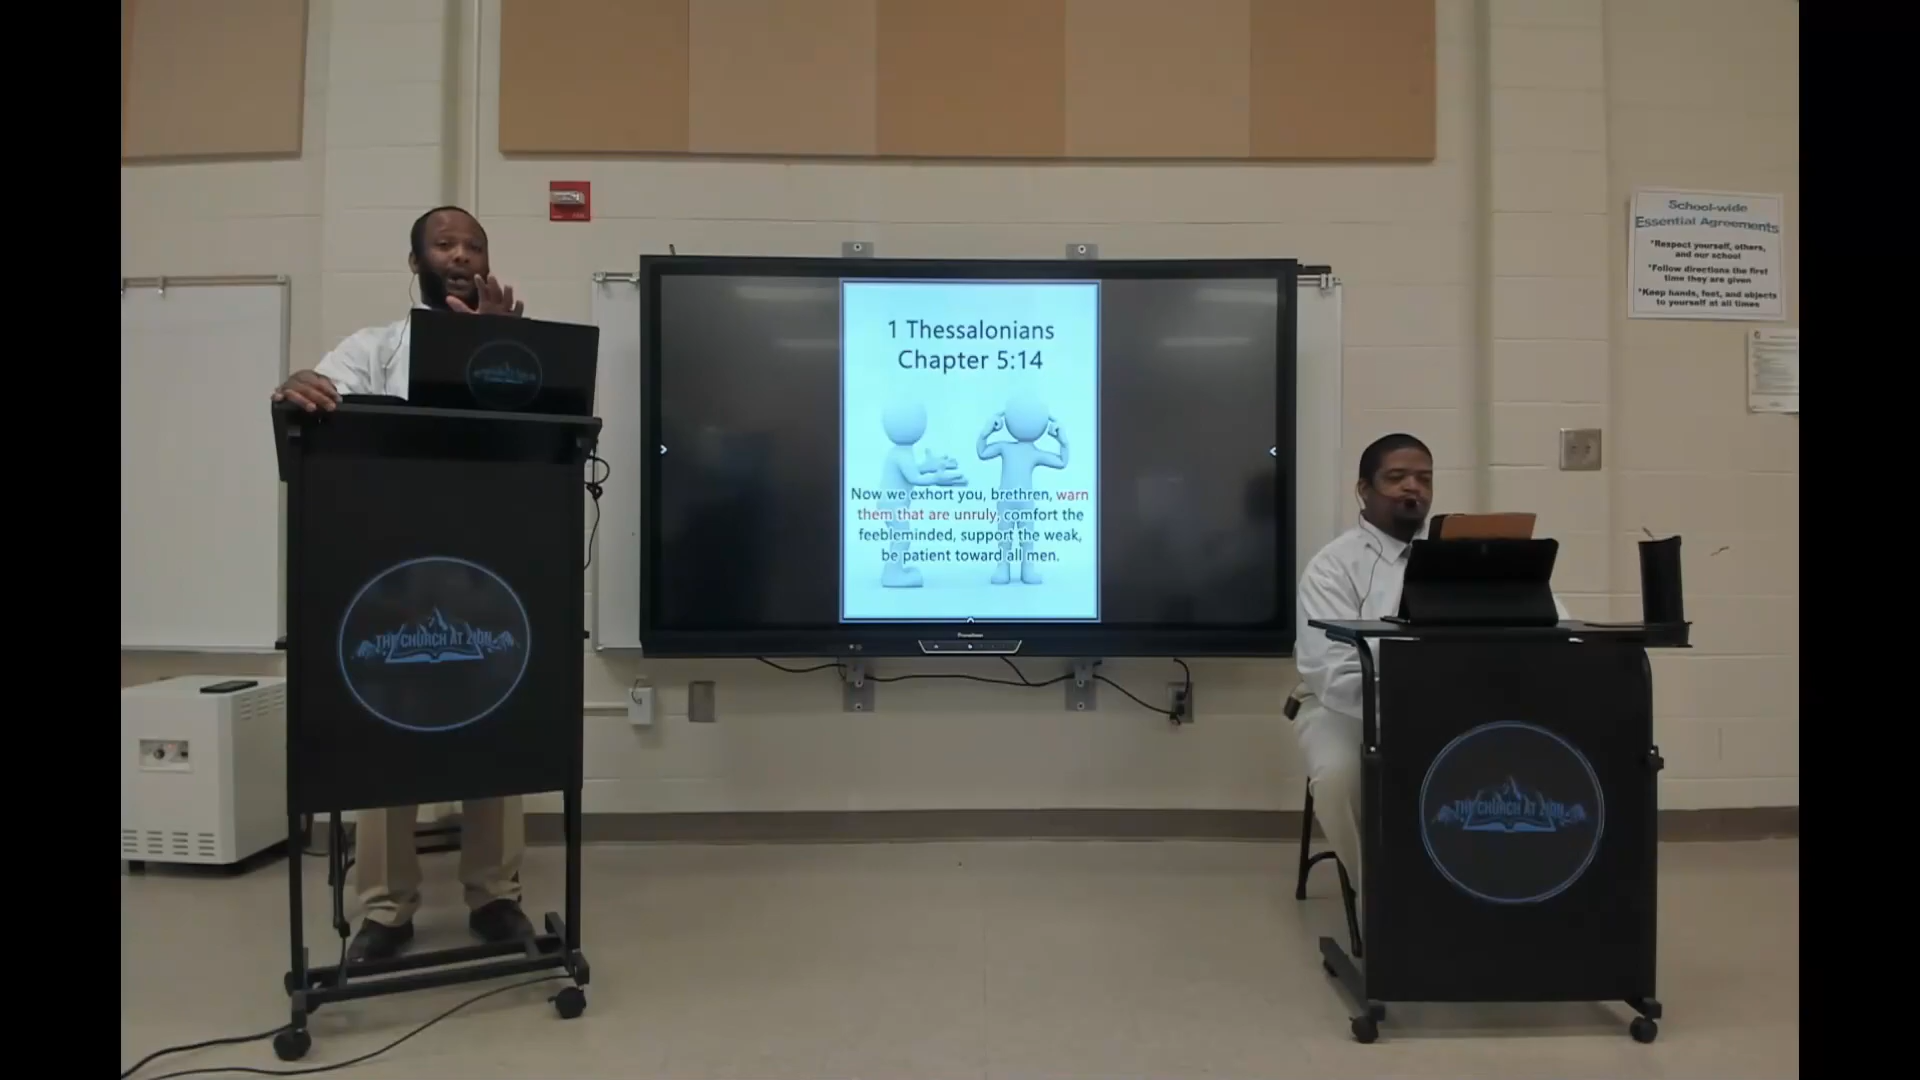 1 Thessalonians
Chapter 5:14
Now we exhort you, brethren, warn
them that are unruly, comfort the
feebleminded, support the weak,
be patient toward all men.
Promethean
THE CHURCH AT ZION
THE CHURCH AT ZION
School-wide
Essential Agreements
*Respect yourself, others,
and our school
*Follow directions the first
time they are given
*Keep hands, feet, and objects
to yourself at all times